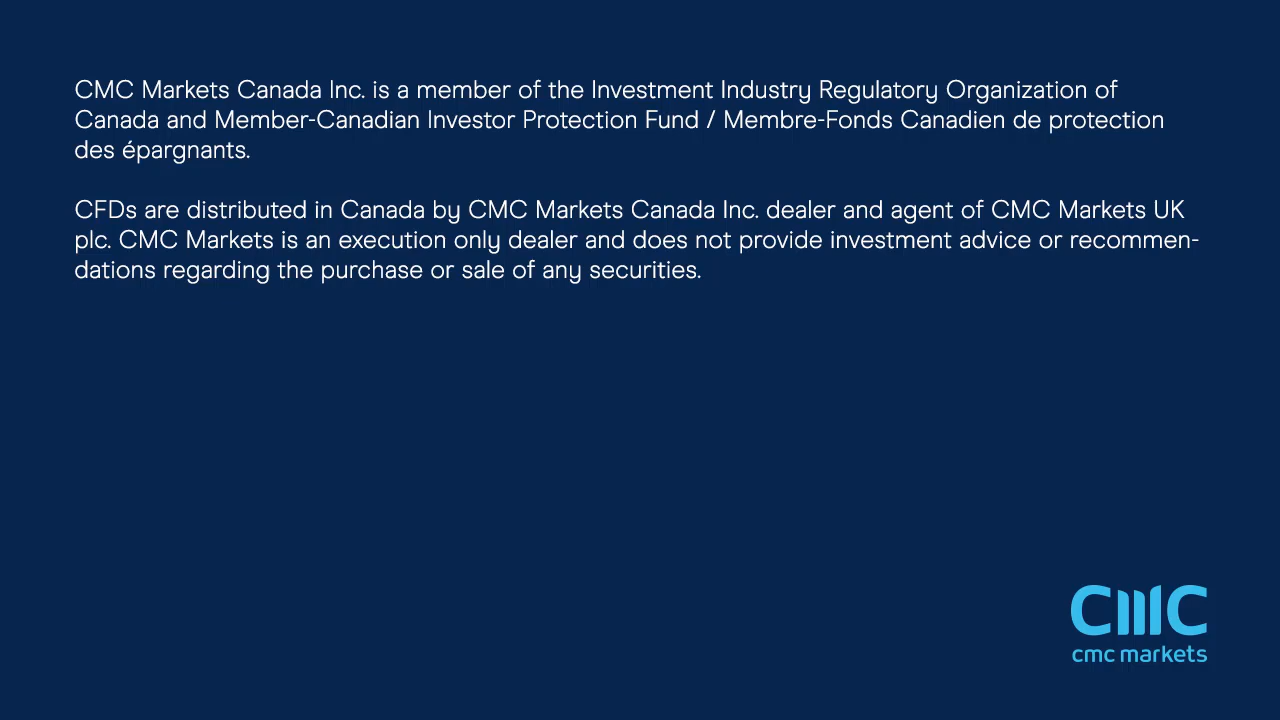 CMC Markets Canada Inc. is a member of the Investment Industry Regulatory Organization of
Canada and Member-Canadian Investor Protection Fund / Membre-Fonds Canadien de protection
des épargnants.
CFDs are distributed in Canada by CMC Markets Canada Inc. dealer and agent of CMC Markets UK
plc. CMC Markets is an execution only dealer and does not provide investment advice or recommen-
dations regarding the purchase or sale of any securities.
CMC
cmc markets